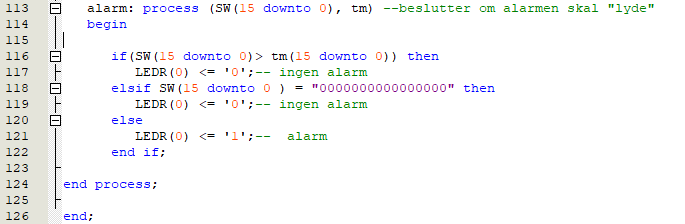 113 alarm: process (SW(15 downto 0), tm) --beslutter om alarmen skal "lyde"
114 begin
115
116 if(SW(15 downto 0)> tm(15 downto 0)) then
117 LEDR(0) <= '0';-- ingen alarm
118 elsif SW(15 downto 0 ) = "0000000000000000" then
119 LEDR(0) <= '0';-- ingen alarm
120 else
121 LEDR(0) <= '1';-- alarm
122 end if;
123
124 end process;
125
126 end;